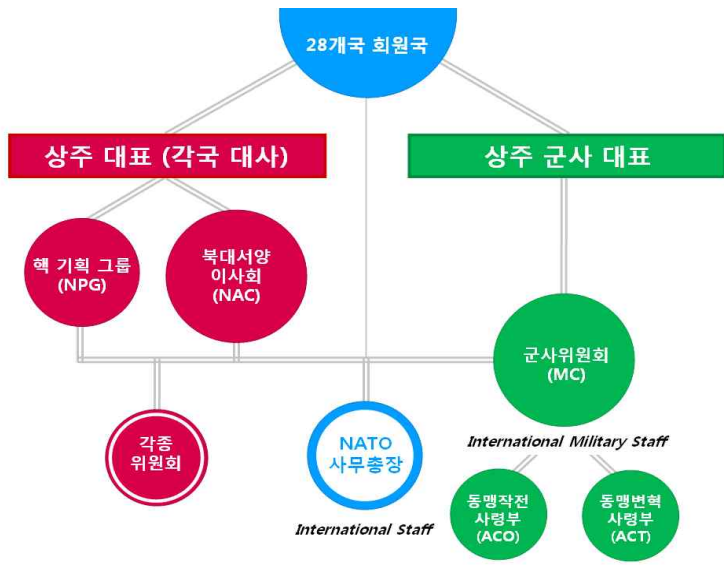 28개국 회원국
상주 대표 (각국 대사)
상주 군사 대표
핵 기획 그룹
(NPG)
북대서양
이사회
(NAC)
군사위원회
(MC)
각종
위원회
NATO
사무총장
International Staff
International Military Staff
동맹작전
사령부
(ACO)
동맹변혁
사령부
(ACT)